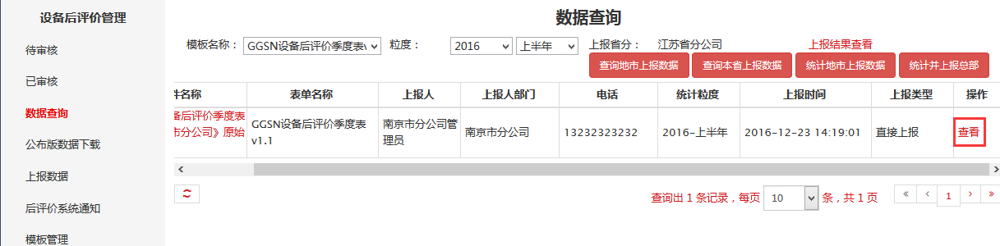 设备后评价管理
待审核
已审核
数据查询
公布版数据下载
上报数据
后评价系统通知
模板管理
数据查询
模板名称： GGSN设备后评价季度表v 粒度： 2016 上半年 上报省分： 江苏省分公司 上报结果查看
查询地市上报数据 查询本省上报数据 统计地市上报数据 统计并上报总部
件名称 表单名称 上报人 上报人部门 电话 统计粒度 上报时间 上报类型 操作
备后评价季度表
市分公司》原始
GGSN设备后评价季度表
v1.1
南京市分公司管
理员
南京市分公司 13232323232 2016-上半年 2016-12-23 14:19:01 直接上报 查看
查询出 1 条记录，每页 10 条，共 1 页 « ‹ 1 › »